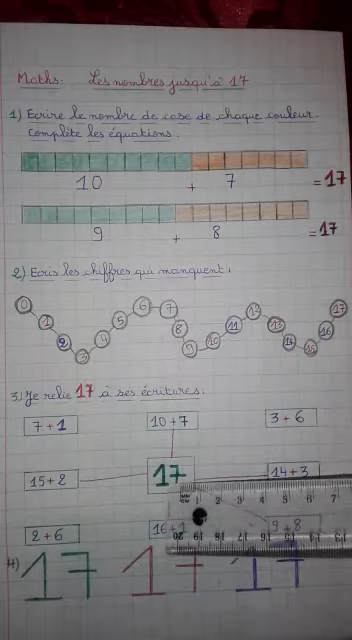 Maths: Les nombres jusqu'à 17
1) Ecrire le nombre de case de chaque couleur
complète les équations.
10 + 7 = 17
9 + 8 = 17
2) Ecris les chiffres qui manquent.
0 1 2 3 4 5 6 7 8 9 10 11 12 13 14 15 16 17
3) Je relie 17 à ses écritures:
7 + 1 10 + 7 3 + 6
15 + 2 17 14 + 3
2 + 6 9 + 8
4) 17 17 17